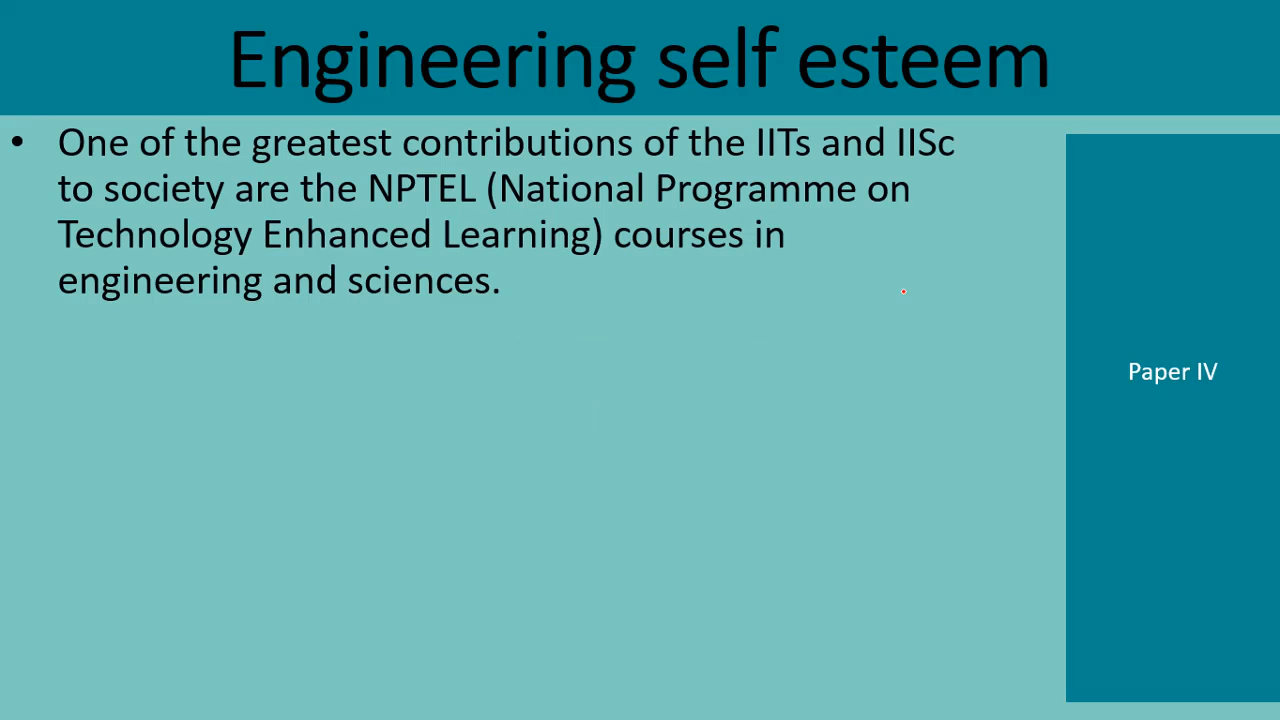 Engineering self esteem
• One of the greatest contributions of the IITs and IISc
to society are the NPTEL (National Programme on
Technology Enhanced Learning) courses in
engineering and sciences.
Paper IV